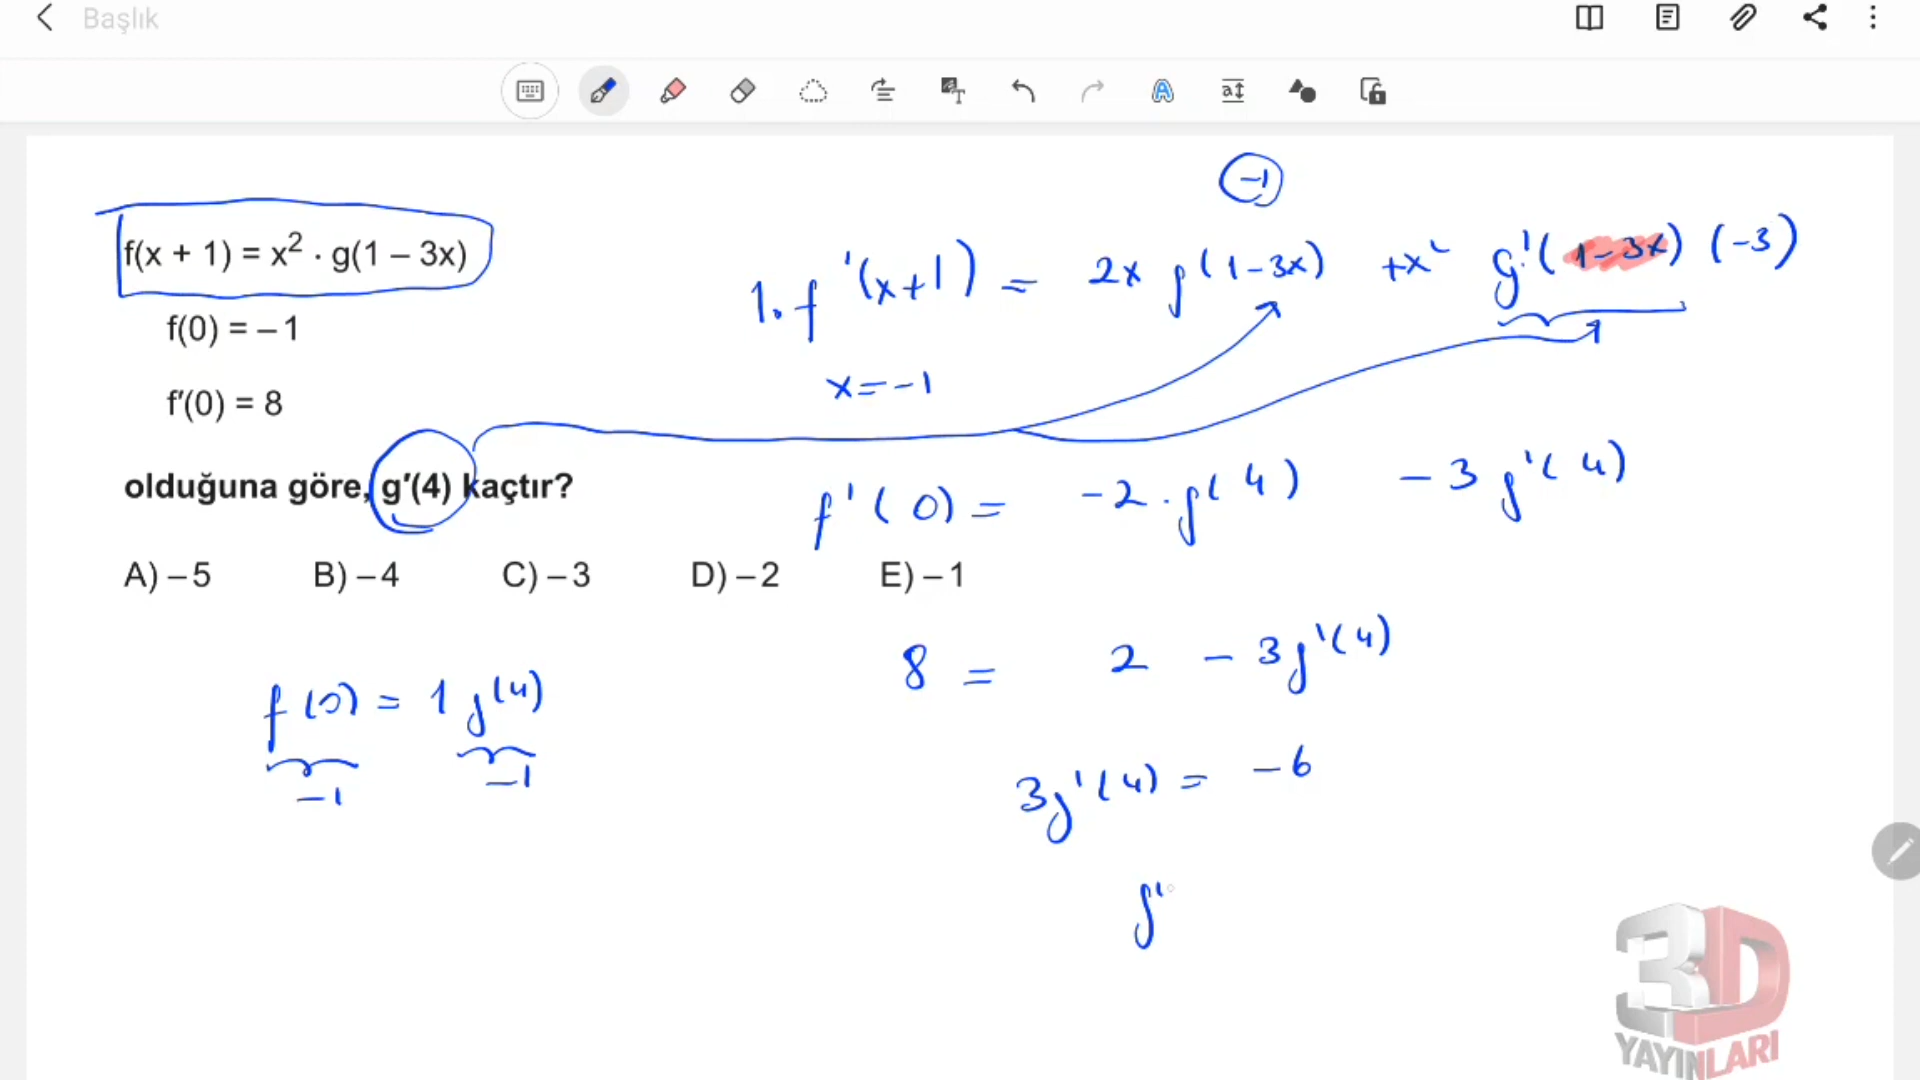 Başlık
f(x + 1) = x² · g(1 – 3x)
f(0) = – 1
f′(0) = 8
olduğuna göre, g′(4) kaçtır?
A) – 5 B) – 4 C) – 3 D) – 2 E) – 1
f(0) = 1 g(4)
-1 -1
-1
1. f'(x+1) = 2x g(1-3x) +x² g'(1-3x) (-3)
x=-1
f'(0) = -2 . g(4) -3 g'(4)
8 = 2 - 3g'(4)
3g'(4) = -6
g'
3D
YAYINLARI